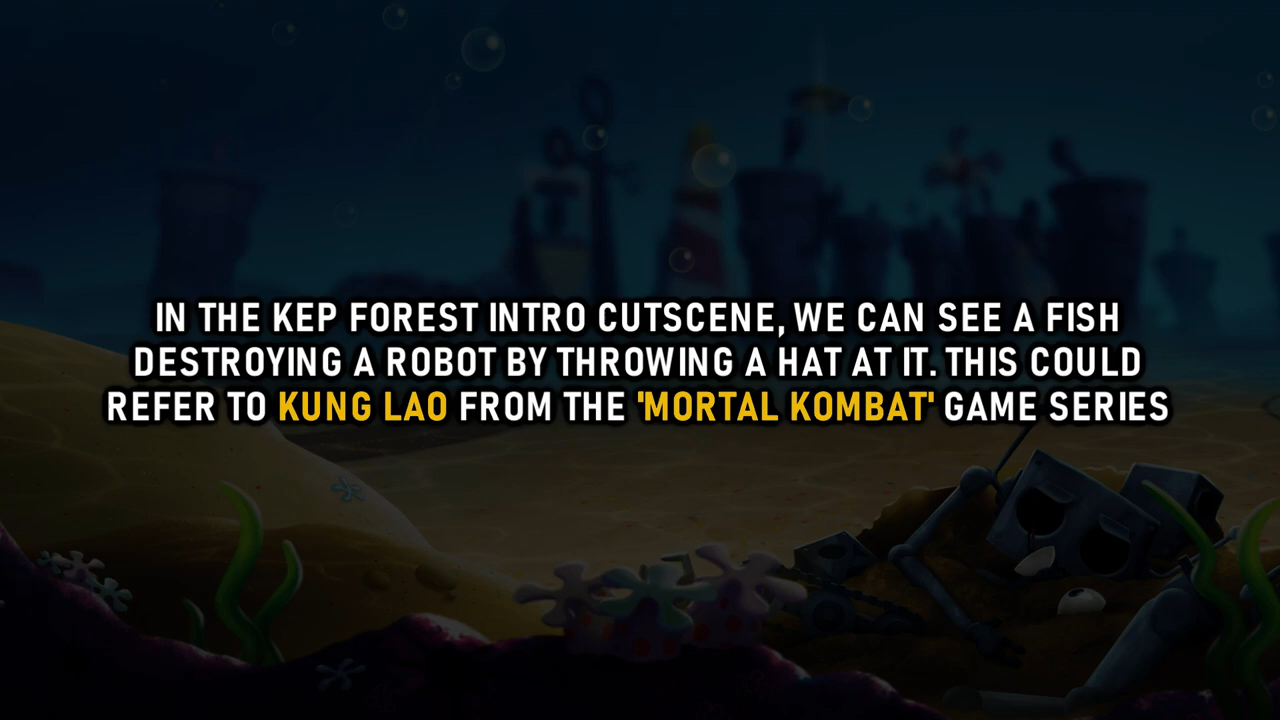 IN THE KEP FOREST INTRO CUTSCENE, WE CAN SEE A FISH
DESTROYING A ROBOT BY THROWING A HAT AT IT. THIS COULD
REFER TO KUNG LAO FROM THE 'MORTAL KOMBAT' GAME SERIES